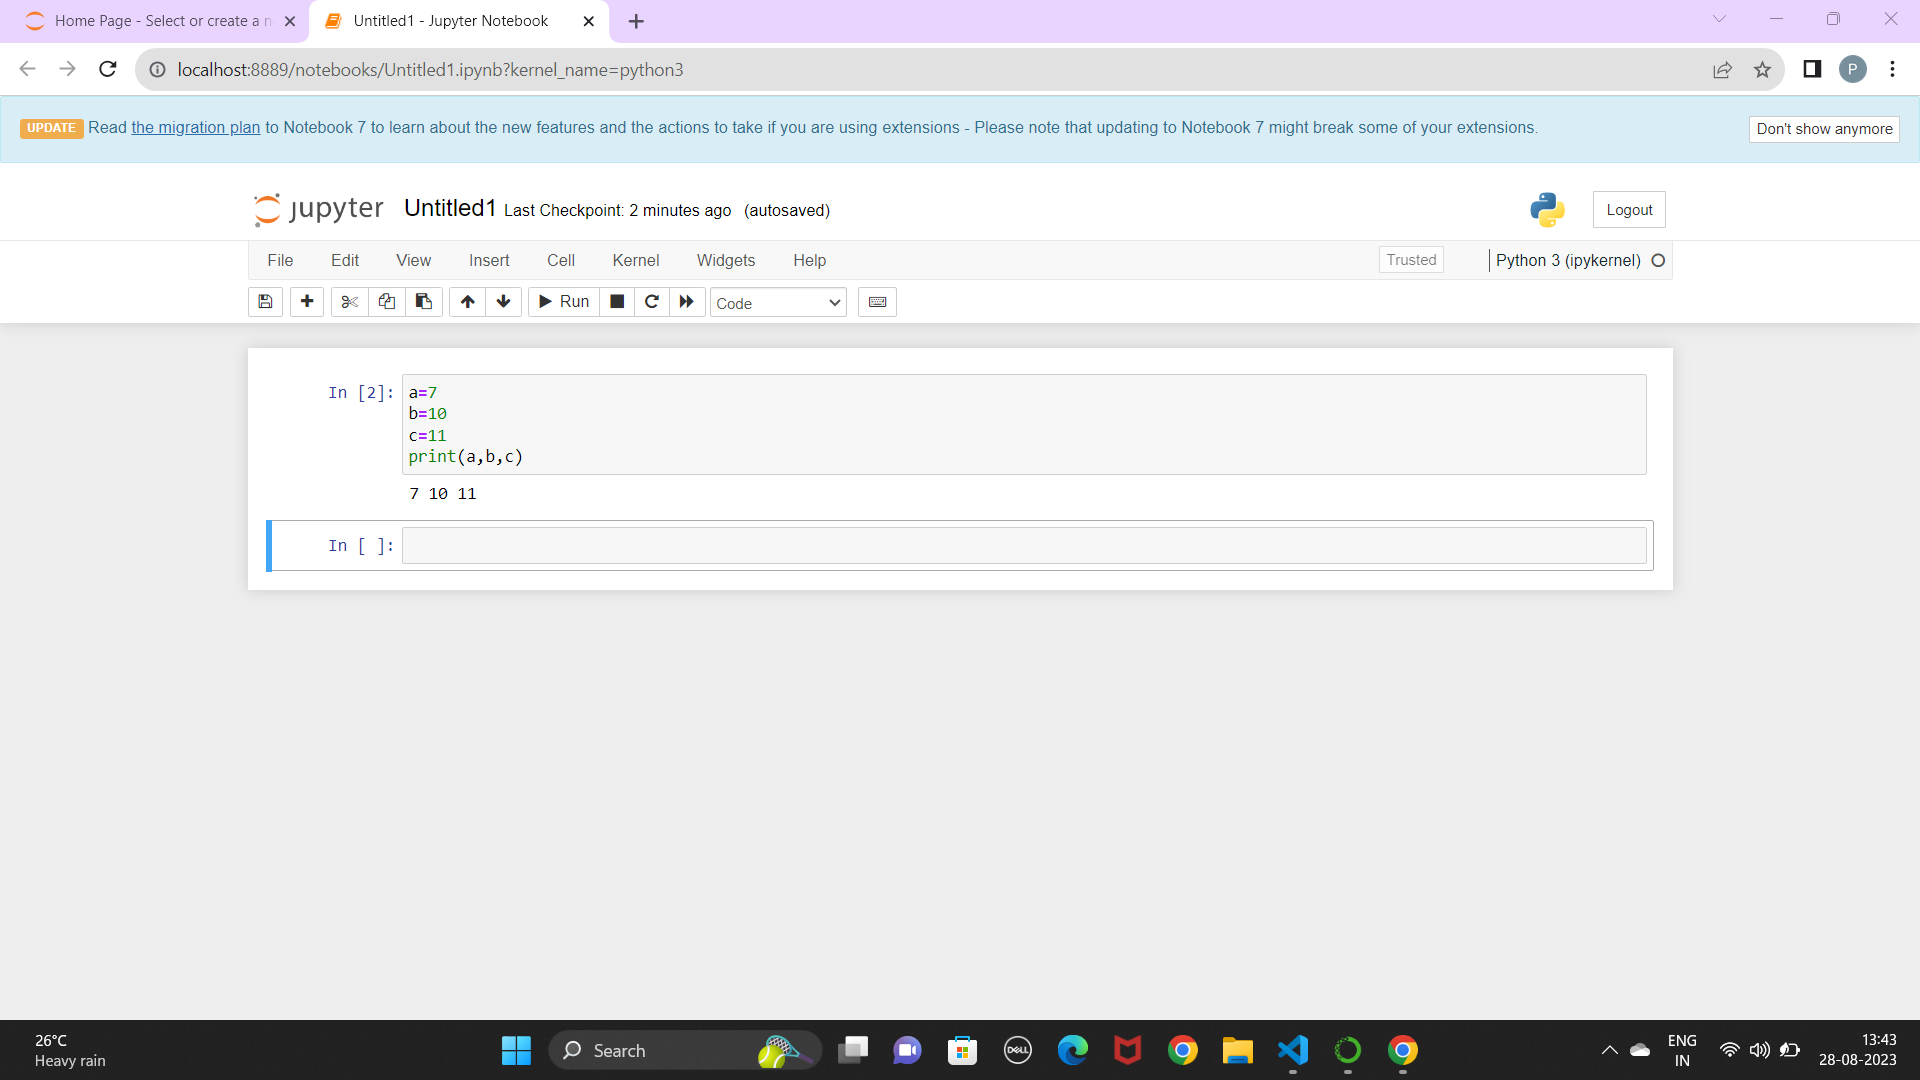 Home Page - Select or create a n
Untitled1 - Jupyter Notebook
localhost:8889/notebooks/Untitled1.ipynb?kernel_name=python3
P
UPDATE Read the migration plan to Notebook 7 to learn about the new features and the actions to take if you are using extensions - Please note that updating to Notebook 7 might break some of your extensions.
Don't show anymore
jupyter Untitled1 Last Checkpoint: 2 minutes ago (autosaved)
Logout
File Edit View Insert Cell Kernel Widgets Help
Trusted
Python 3 (ipykernel)
Run
Code
In [2]:
a=7
b=10
c=11
print(a,b,c)
7 10 11
In [ ]:
26°C
Heavy rain
Search
DELL
ENG
IN
13:43
28-08-2023